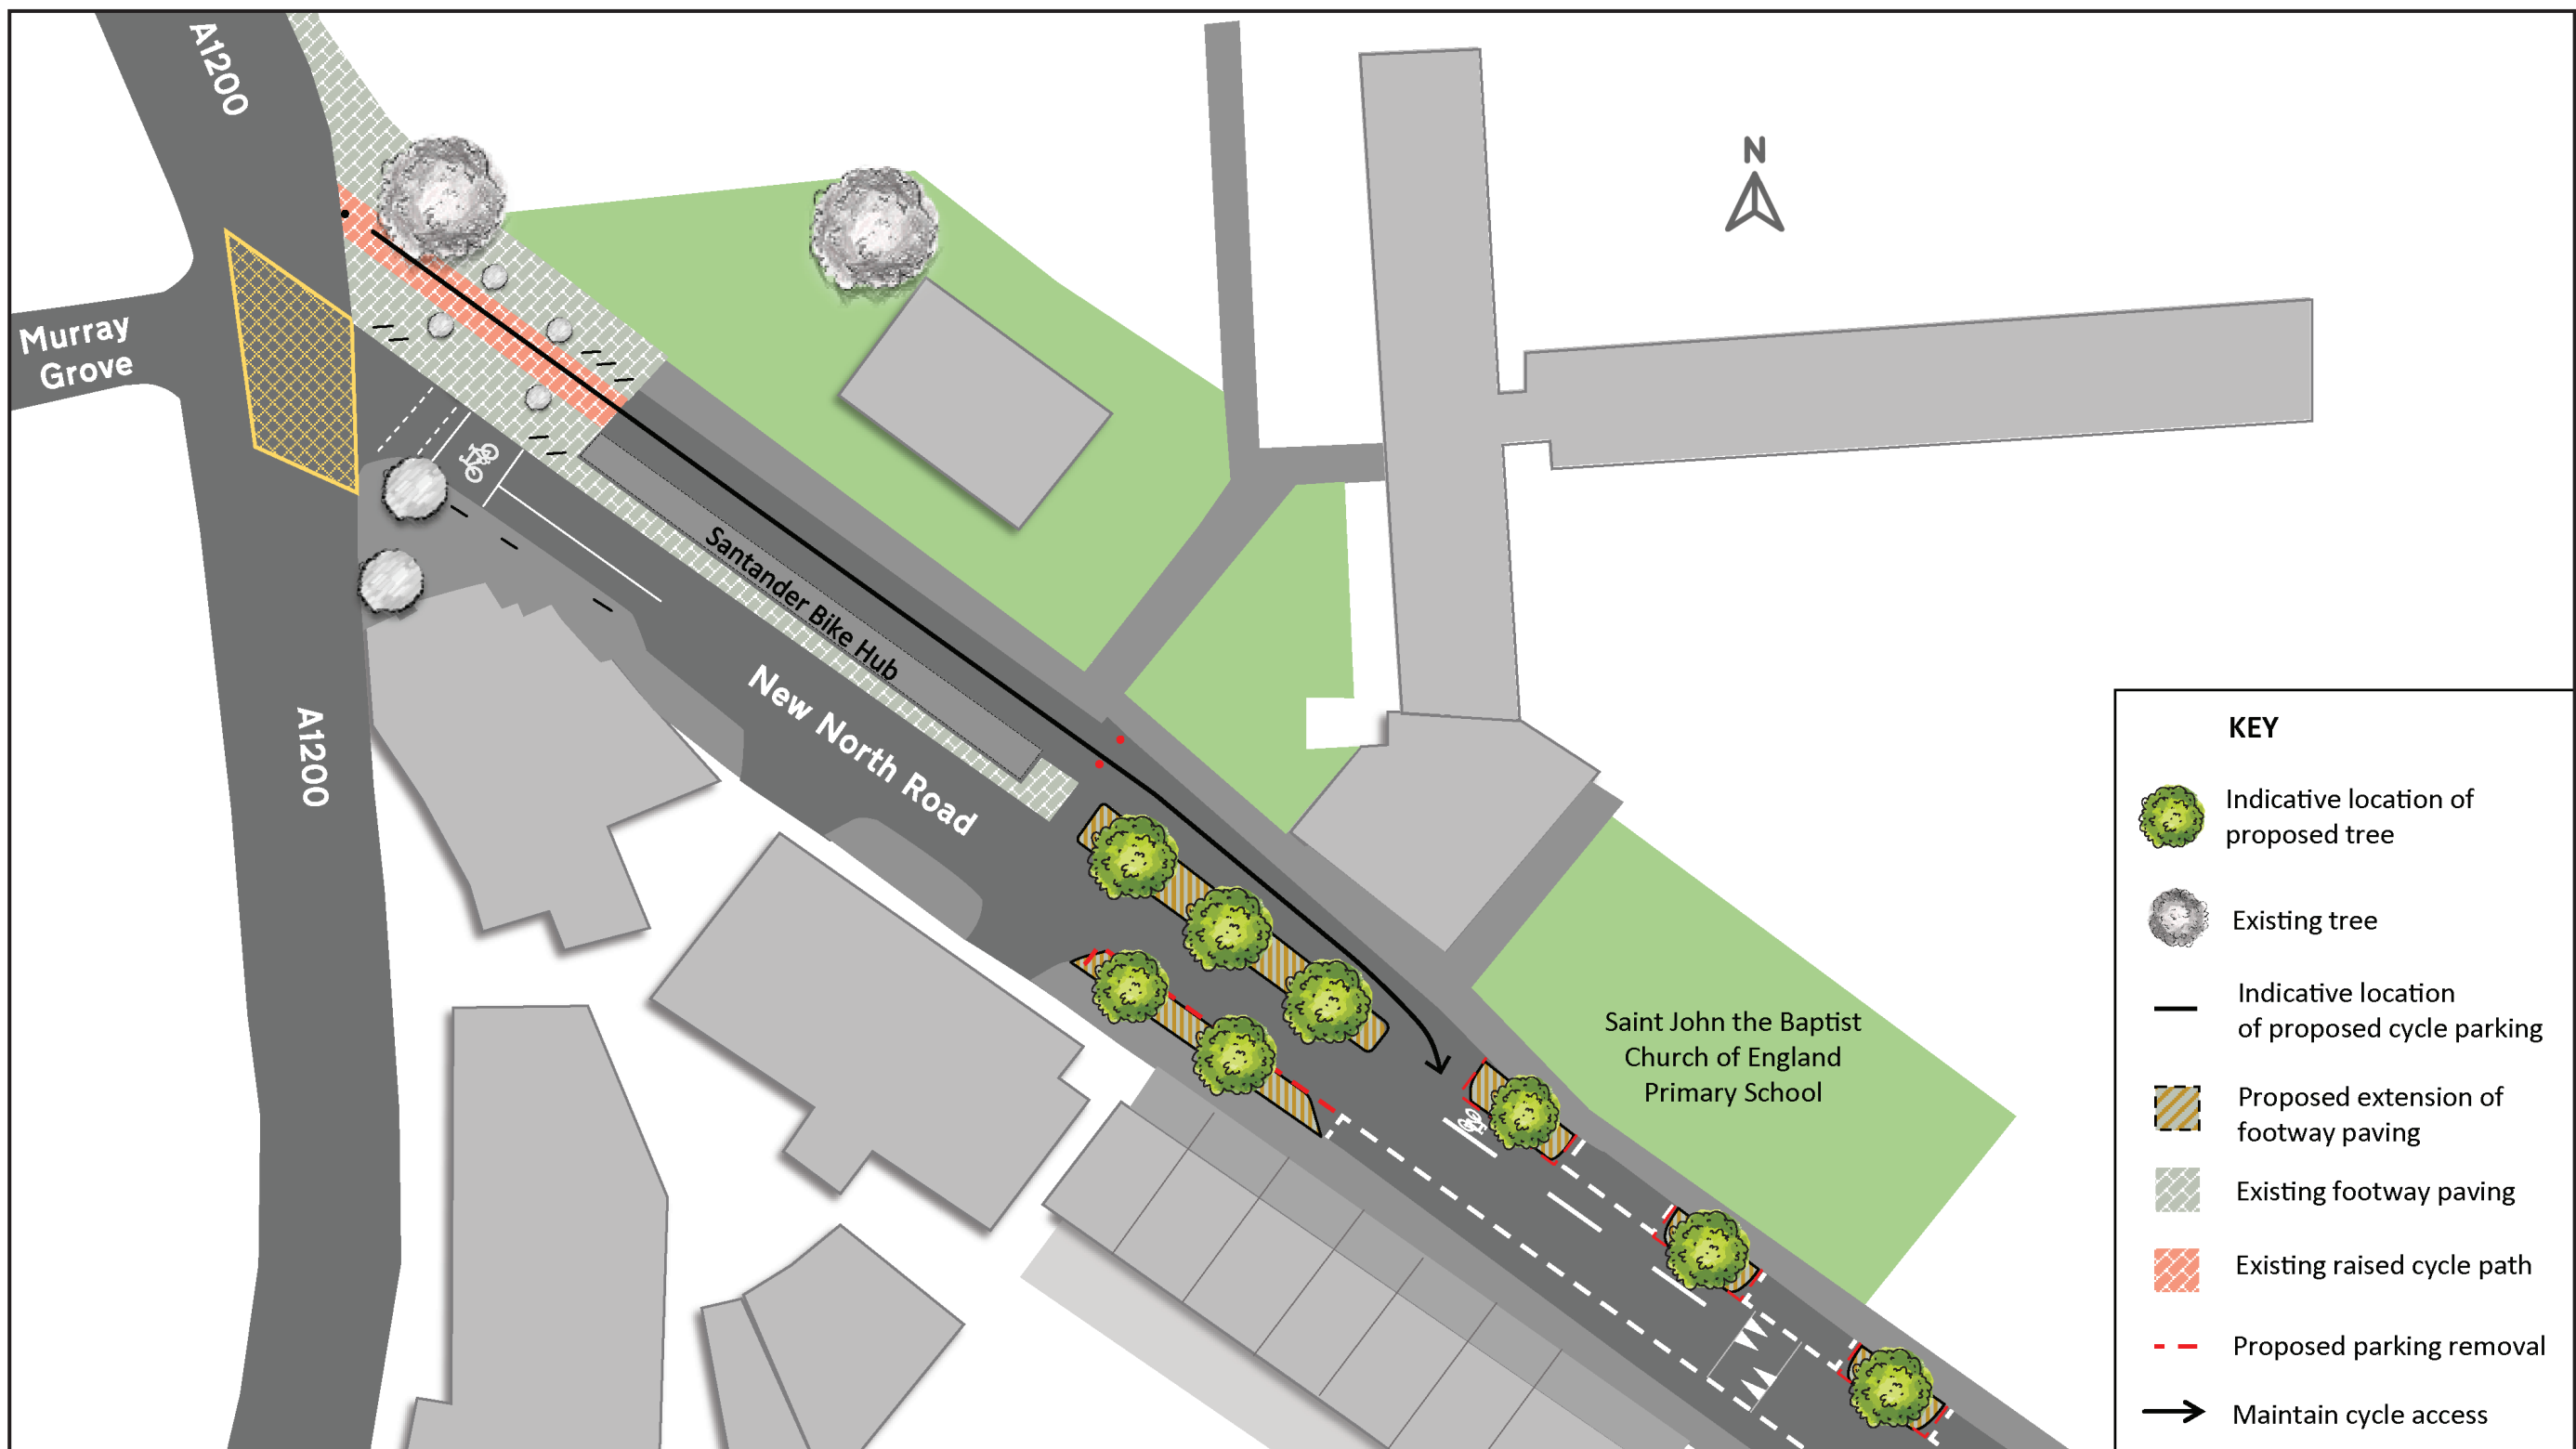 A1200
N
Murray
Grove
Santander Bike Hub
New North Road
A1200
Saint John the Baptist
Church of England
Primary School
KEY
Indicative location of
proposed tree
Existing tree
Indicative location
of proposed cycle parking
Proposed extension of
footway paving
Existing footway paving
Existing raised cycle path
Proposed parking removal
Maintain cycle access